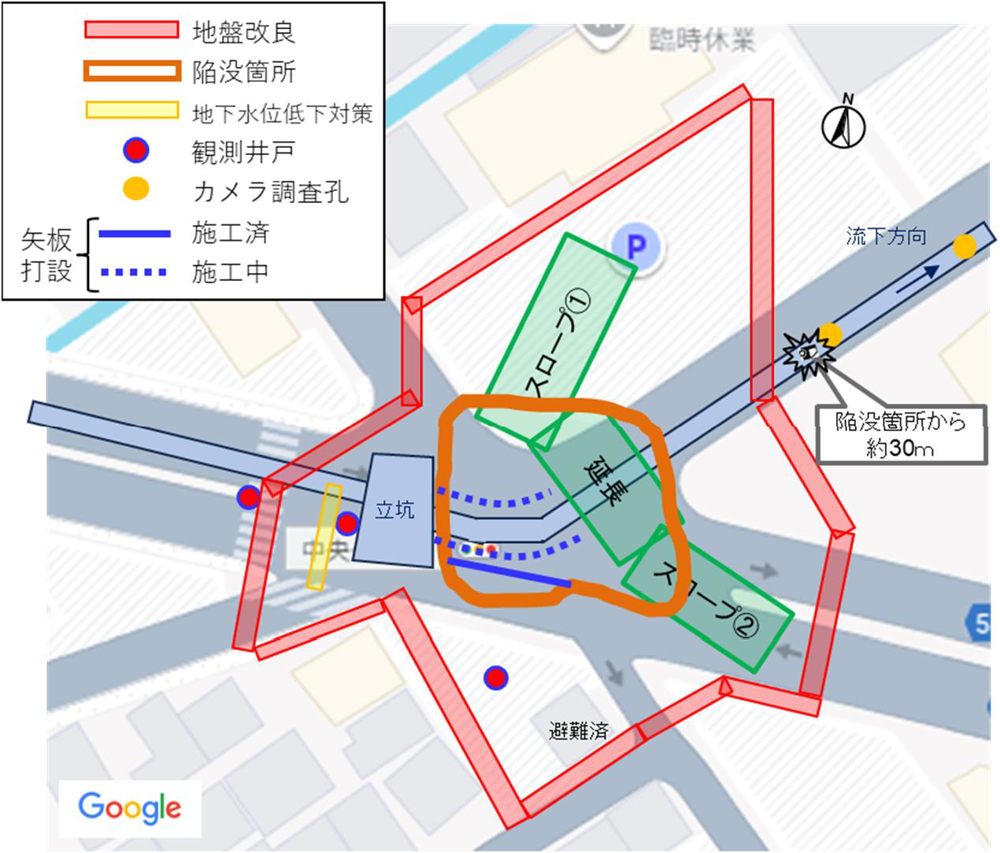 地盤改良
陥没箇所
地下水位低下対策
観測井戸
カメラ調査孔
矢板
打設
施工済
施工中
臨時休業
N
P
流下方向
スロープ①
陥没箇所から
約30m
延長
立坑
中央
スロープ②
5
避難済
Google